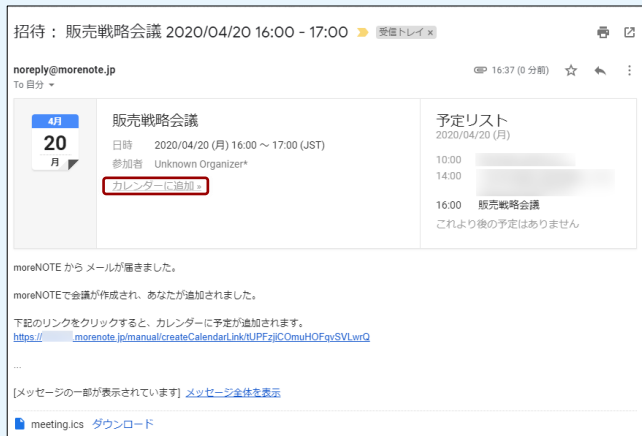 招待： 販売戦略会議 2020/04/20 16:00 - 17:00 受信トレイ ×
noreply@morenote.jp
16:37 (0 分前)
To 自分
4月
20
月
販売戦略会議
日時 2020/04/20 (月) 16:00 ～ 17:00 (JST)
参加者 Unknown Organizer*
カレンダーに追加 »
予定リスト
2020/04/20 (月)
10:00
14:00
16:00 販売戦略会議
これより後の予定はありません
moreNOTE から メールが届きました。
moreNOTEで会議が作成され、あなたが追加されました。
下記のリンクをクリックすると、カレンダーに予定が追加されます。
https:// .morenote.jp/manual/createCalendarLink/tUPFzjiCOmuHOFqvSVLwrQ
...
[メッセージの一部が表示されています] メッセージ全体を表示
meeting.ics ダウンロード